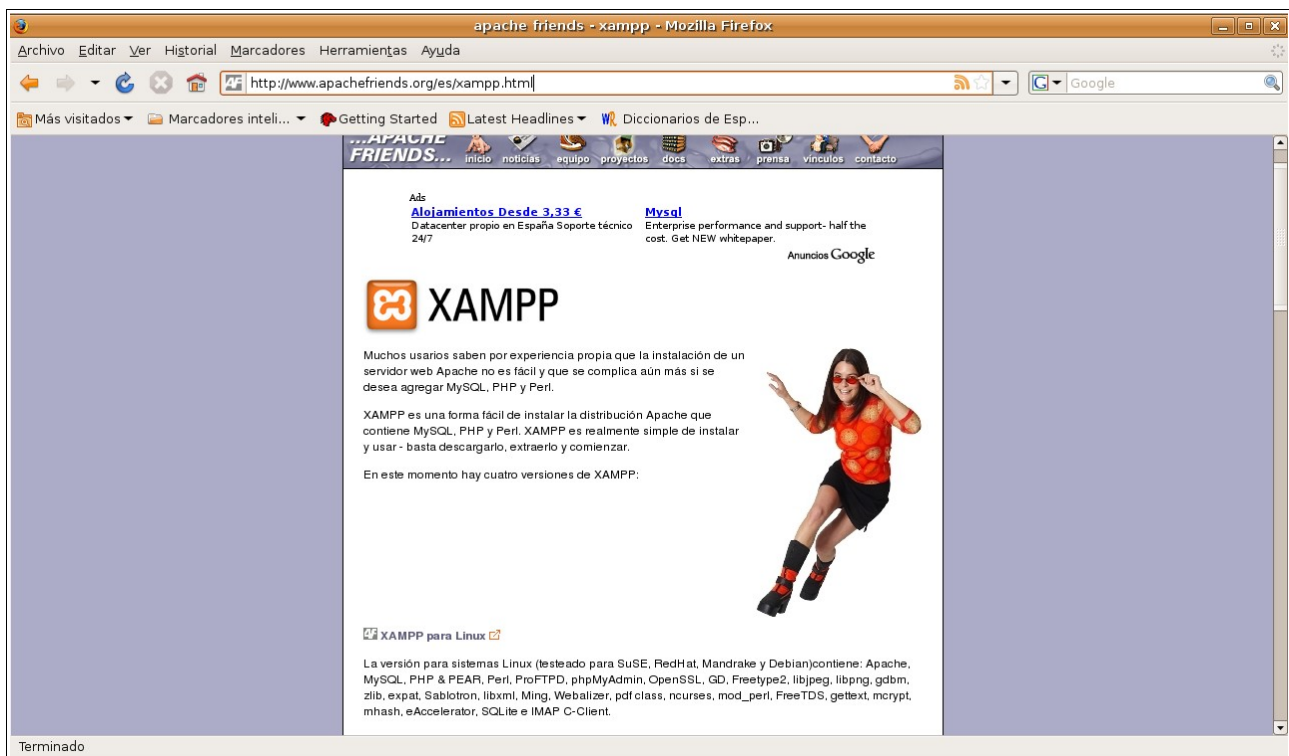 apache friends - xampp - Mozilla Firefox
Archivo Editar Ver Historial Marcadores Herramientas Ayuda
http://www.apachefriends.org/es/xampp.html
Google
Más visitados Marcadores inteli... Getting Started Latest Headlines Diccionarios de Esp...
...APACHE
FRIENDS... inicio noticias equipo proyectos docs extras prensa vinculos contacto
Ads
Alojamientos Desde 3,33 € Mysql
Datacenter propio en España Soporte técnico Enterprise performance and support- half the
24/7 cost. Get NEW whitepaper.
Anuncios Google
XAMPP
Muchos usarios saben por experiencia propia que la instalación de un
servidor web Apache no es fácil y que se complica aún más si se
desea agregar MySQL, PHP y Perl.
XAMPP es una forma fácil de instalar la distribución Apache que
contiene MySQL, PHP y Perl. XAMPP es realmente simple de instalar
y usar - basta descargarlo, extraerlo y comienzar.
En este momento hay cuatro versiones de XAMPP:
XAMPP para Linux
La versión para sistemas Linux (testeado para SuSE, RedHat, Mandrake y Debian)contiene: Apache,
MySQL, PHP & PEAR, Perl, ProFTPD, phpMyAdmin, OpenSSL, GD, Freetype2, libjpeg, libpng, gdbm,
zlib, expat, Sablotron, libxml, Ming, Webalizer, pdf class, ncurses, mod_perl, FreeTDS, gettext, mcrypt,
mhash, eAccelerator, SQLite e IMAP C-Client.
Terminado